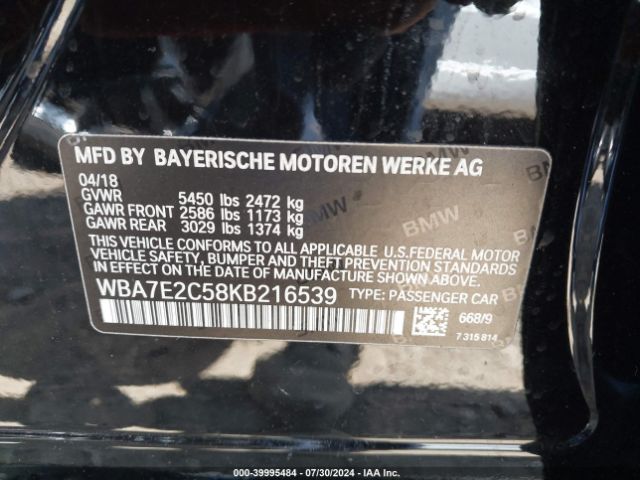 MFD BY BAYERISCHE MOTOREN WERKE AG
04/18
GVWR 5450 lbs 2472 kg
GAWR FRONT 2586 lbs 1173 kg
GAWR REAR 3029 lbs 1374 kg
THIS VEHICLE CONFORMS TO ALL APPLICABLE U.S.FEDERAL MOTOR
VEHICLE SAFETY, BUMPER AND THEFT PREVENTION STANDARDS
IN EFFECT ON THE DATE OF MANUFACTURE SHOWN ABOVE.
WBA7E2C58KB216539 TYPE: PASSENGER CAR
668/9
7 315 814
000-39995484 - 07/30/2024 - IAA Inc.